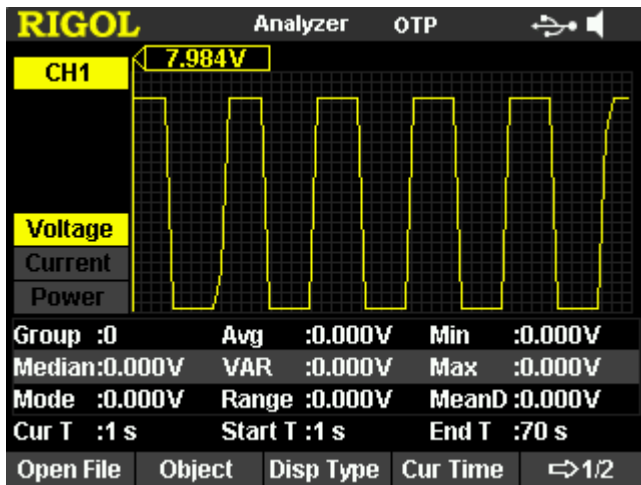 RIGOL Analyzer OTP
CH1 7.984V
Voltage
Current
Power
Group :0 Avg :0.000V Min :0.000V
Median:0.000V VAR :0.000V Max :0.000V
Mode :0.000V Range :0.000V MeanD:0.000V
Cur T :1 s Start T :1 s End T :70 s
Open File Object Disp Type Cur Time ⇨1/2